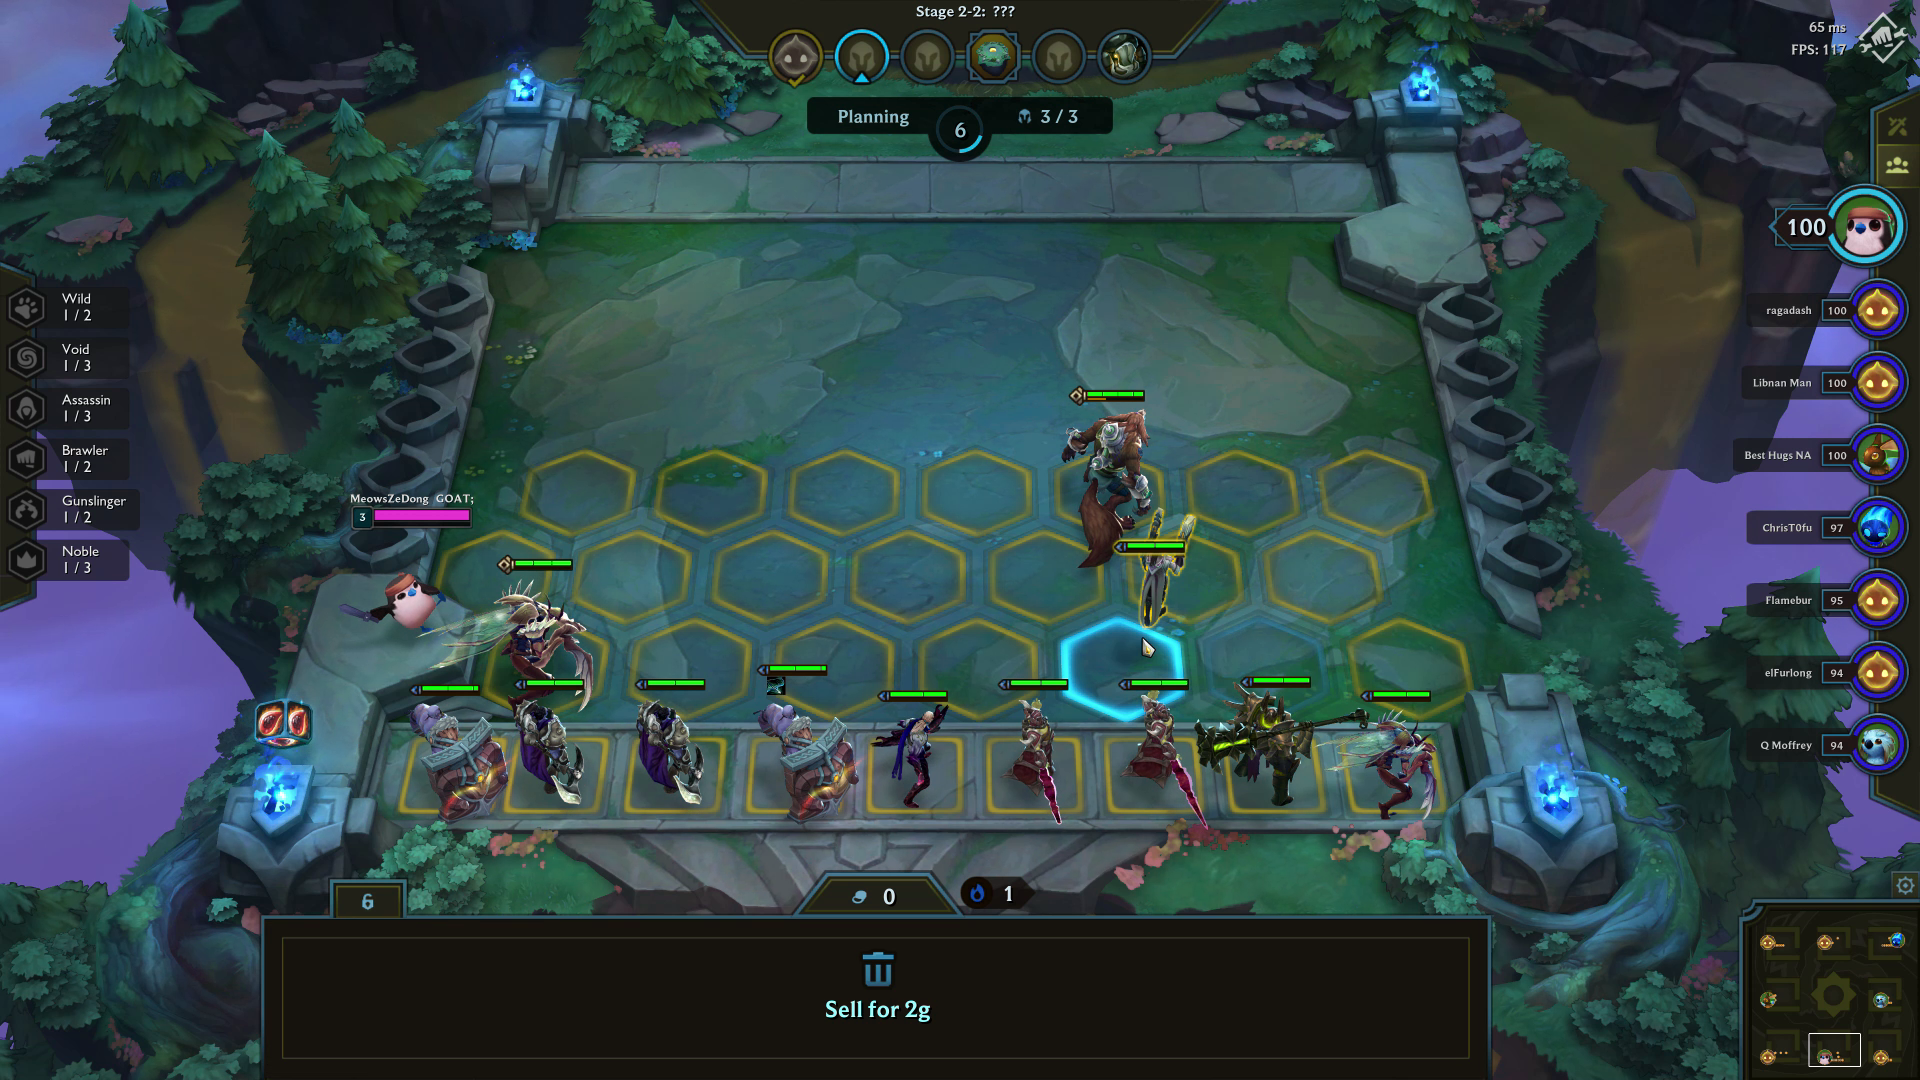 Stage 2-2: ???
65 ms
FPS: 117
Planning
6
3 / 3
100
ragadash
100
Libnan Man
100
Best Hugs NA
100
ChrisT0fu
97
Flamebur
95
elFurlong
94
Q Moffrey
94
Wild
1 / 2
Void
1 / 3
Assassin
1 / 3
Brawler
1 / 2
Gunslinger
1 / 2
Noble
1 / 3
MeowsZeDong GOAT;
3
6
0
1
Sell for 2g